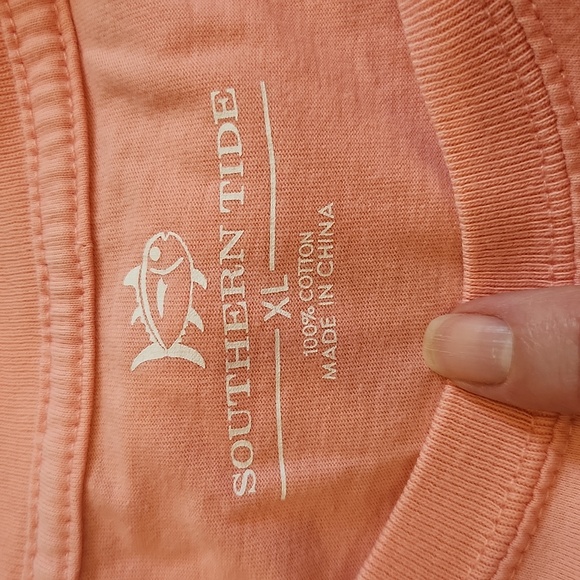 SOUTHERN TIDE
XL
100% COTTON
MADE IN CHINA